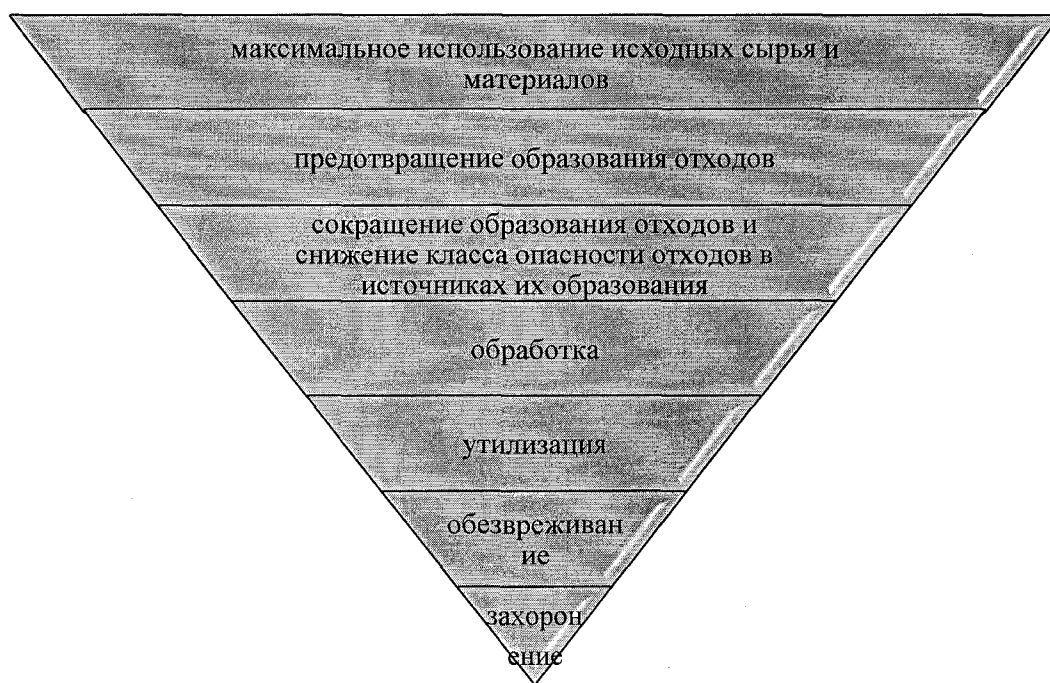 максимальное использование исходных сырья и
материалов
предотвращение образования отходов
сокращение образования отходов и
снижение класса опасности отходов в
источниках их образования
обработка
утилизация
обезвреживан
ие
захорон
ение